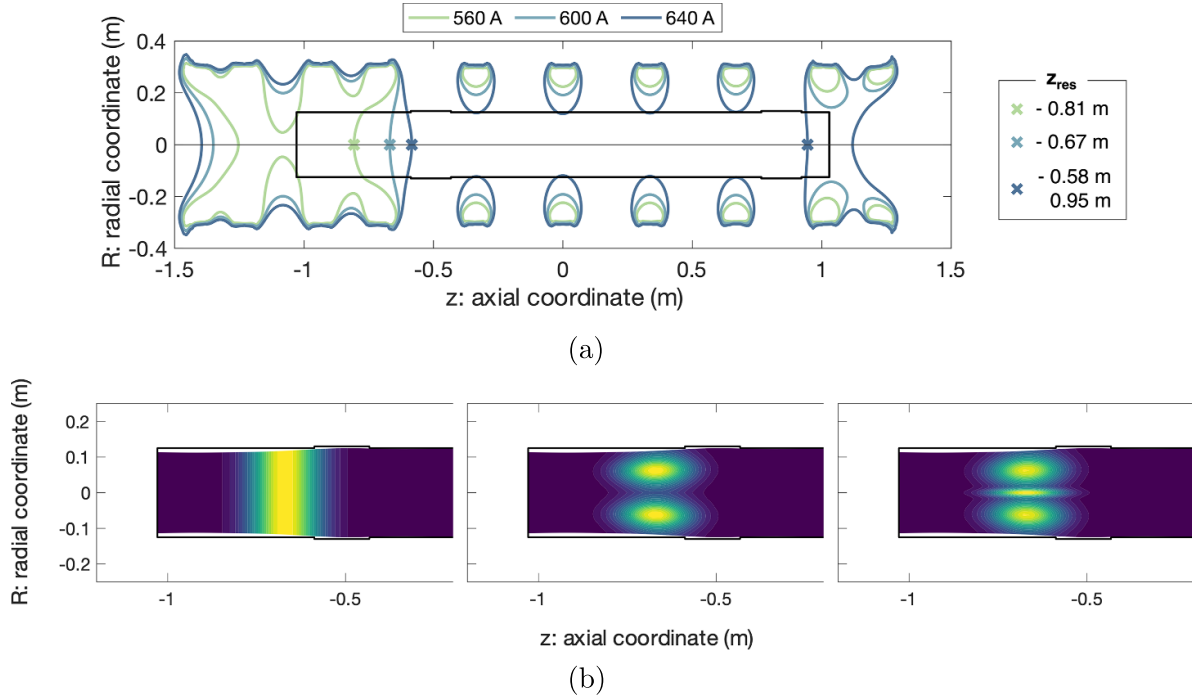 560 A 600 A 640 A
R: radial coordinate (m)
0.4
0.2
0
-0.2
-0.4
-1.5 -1 -0.5 0 0.5 1 1.5
z: axial coordinate (m)
zres
- 0.81 m
- 0.67 m
- 0.58 m
0.95 m
(a)
R: radial coordinate (m)
0.2
0.1
0
-0.1
-0.2
-1 -0.5 -1 -0.5 -1 -0.5
z: axial coordinate (m)
(b)